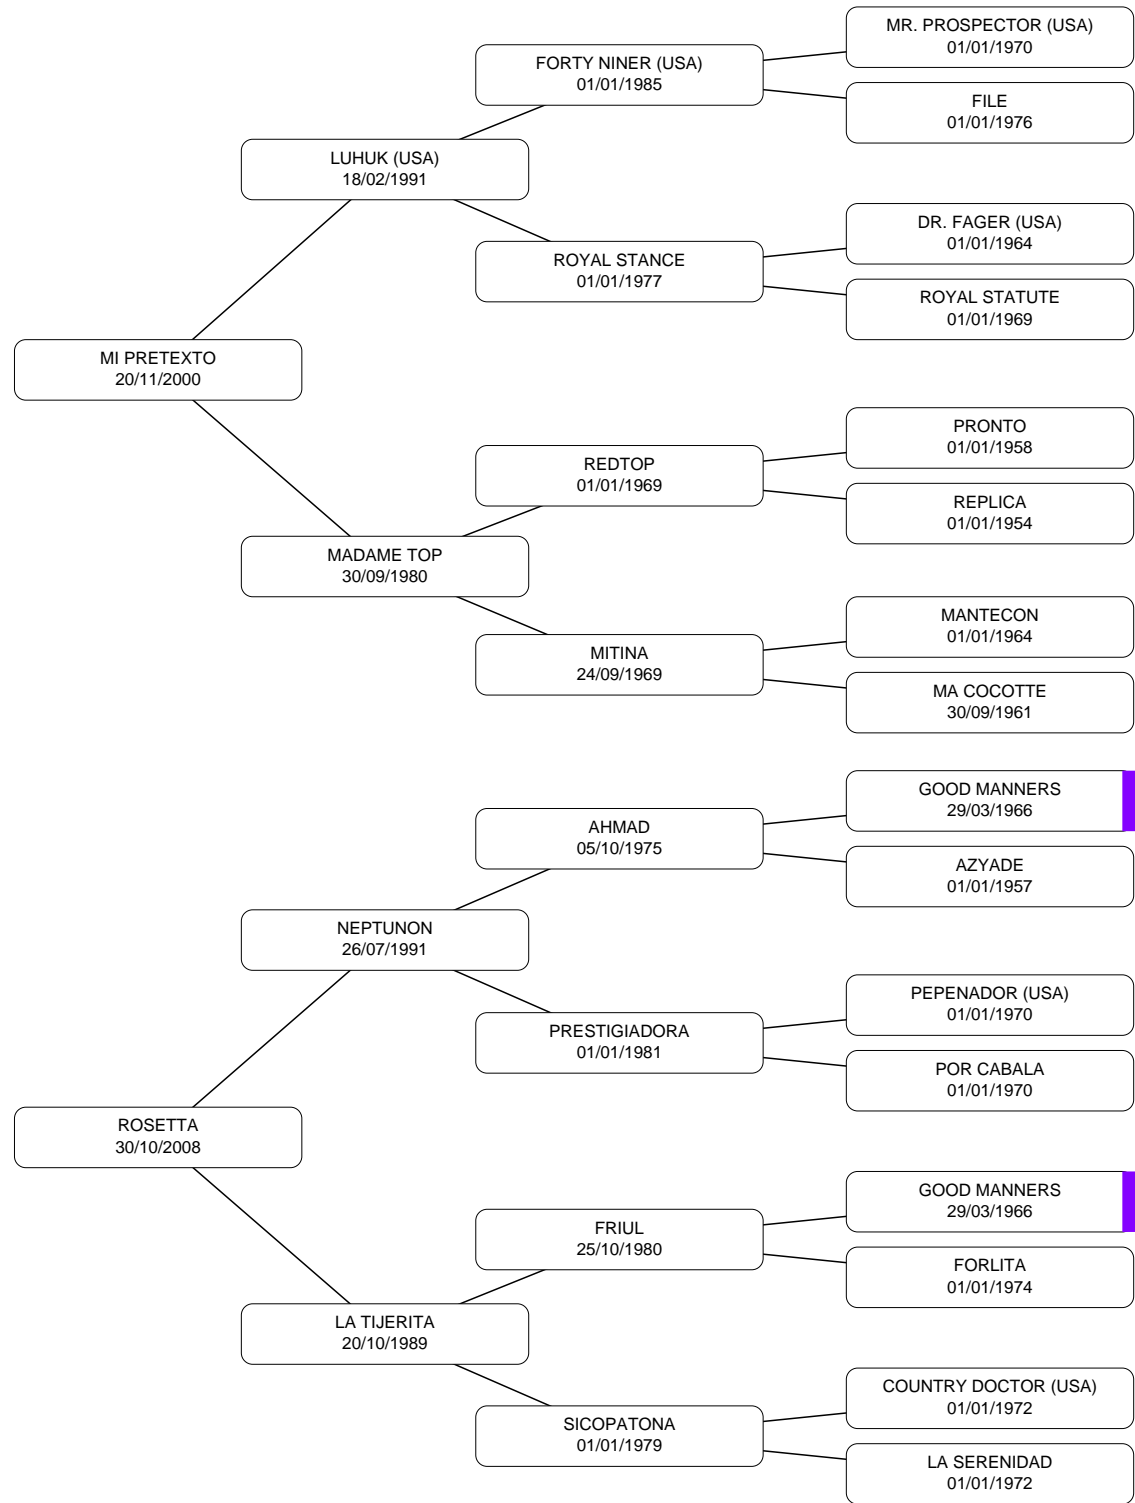 MR. PROSPECTOR (USA)
01/01/1970
FORTY NINER (USA)
01/01/1985
FILE
01/01/1976
LUHUK (USA)
18/02/1991
DR. FAGER (USA)
01/01/1964
ROYAL STANCE
01/01/1977
ROYAL STATUTE
01/01/1969
MI PRETEXTO
20/11/2000
PRONTO
01/01/1958
REDTOP
01/01/1969
REPLICA
01/01/1954
MADAME TOP
30/09/1980
MANTECON
01/01/1964
MITINA
24/09/1969
MA COCOTTE
30/09/1961
GOOD MANNERS
29/03/1966
AHMAD
05/10/1975
AZYADE
01/01/1957
NEPTUNON
26/07/1991
PEPENADOR (USA)
01/01/1970
PRESTIGIADORA
01/01/1981
POR CABALA
01/01/1970
ROSETTA
30/10/2008
GOOD MANNERS
29/03/1966
FRIUL
25/10/1980
FORLITA
01/01/1974
LA TIJERITA
20/10/1989
COUNTRY DOCTOR (USA)
01/01/1972
SICOPATONA
01/01/1979
LA SERENIDAD
01/01/1972